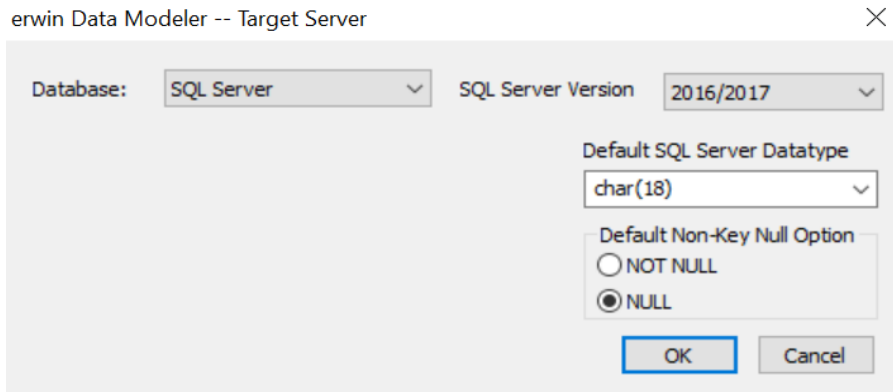 erwin Data Modeler -- Target Server
Database: SQL Server SQL Server Version 2016/2017
Default SQL Server Datatype
char(18)
Default Non-Key Null Option
NOT NULL
NULL
OK Cancel